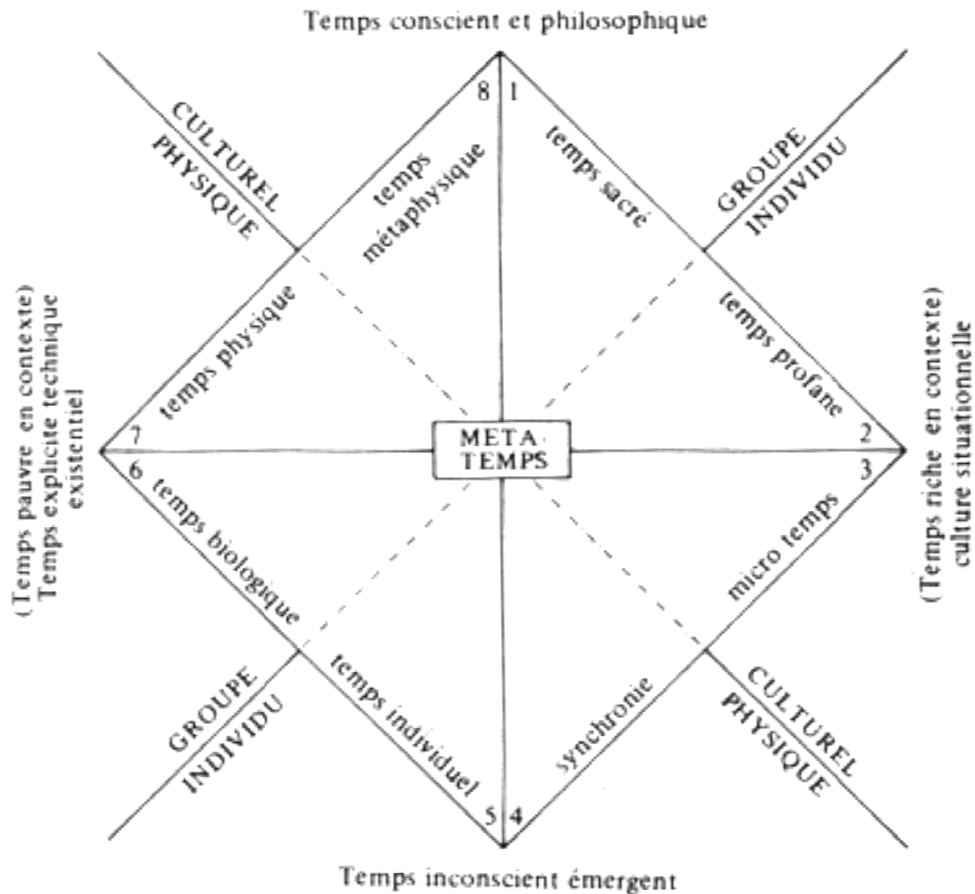 Temps conscient et philosophique
CULTUREL
PHYSIQUE
GROUPE
INDIVIDU
8
1
temps
métaphysique
temps sacré
temps physique
temps profane
(Temps pauvre en contexte)
Temps explicite technique
existentiel
7
2
META-
TEMPS
6
3
(Temps riche en contexte)
culture situationnelle
temps biologique
micro temps
temps individuel
synchronie
GROUPE
INDIVIDU
5
4
CULTUREL
PHYSIQUE
Temps inconscient émergent